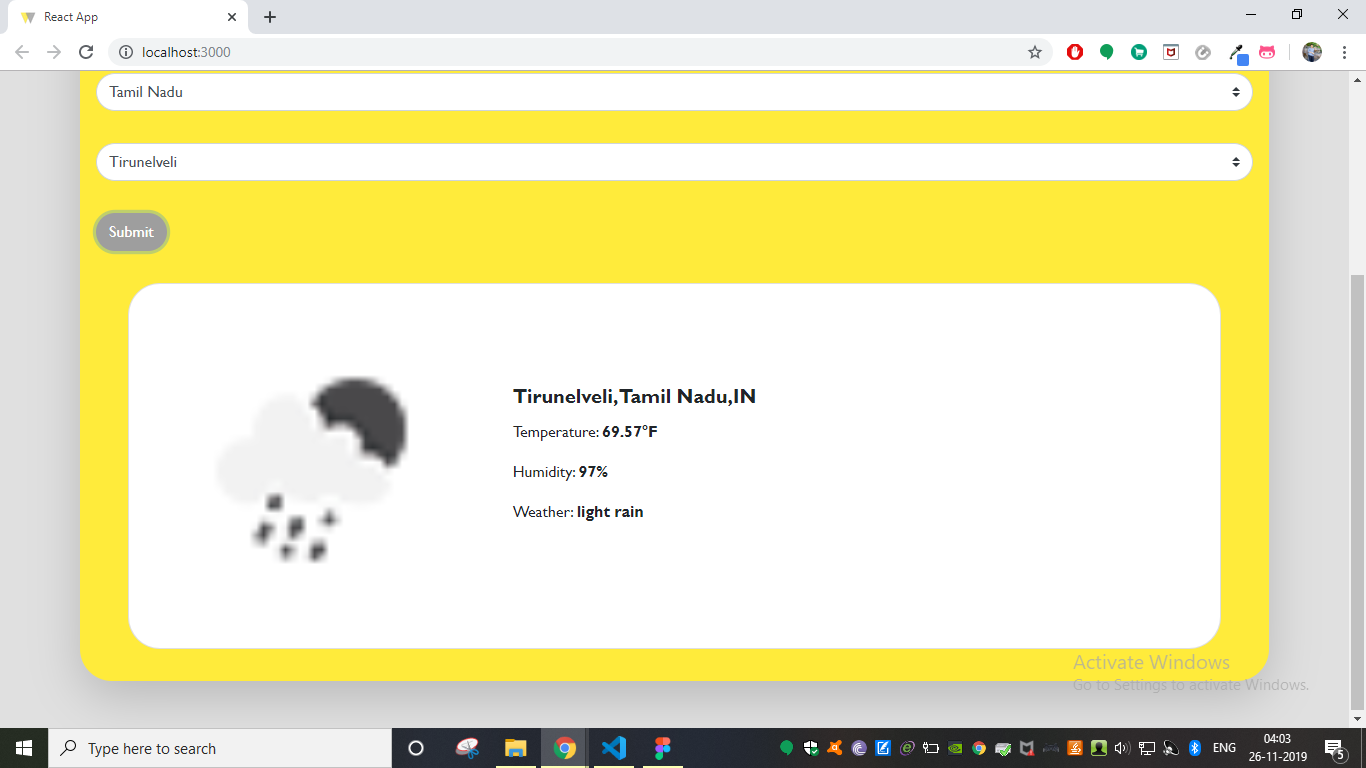 React App
localhost:3000
Tamil Nadu
Tirunelveli
Submit
Tirunelveli,Tamil Nadu,IN
Temperature: 69.57°F
Humidity: 97%
Weather: light rain
Activate Windows
Go to Settings to activate Windows.
Type here to search
ENG
04:03
26-11-2019
5